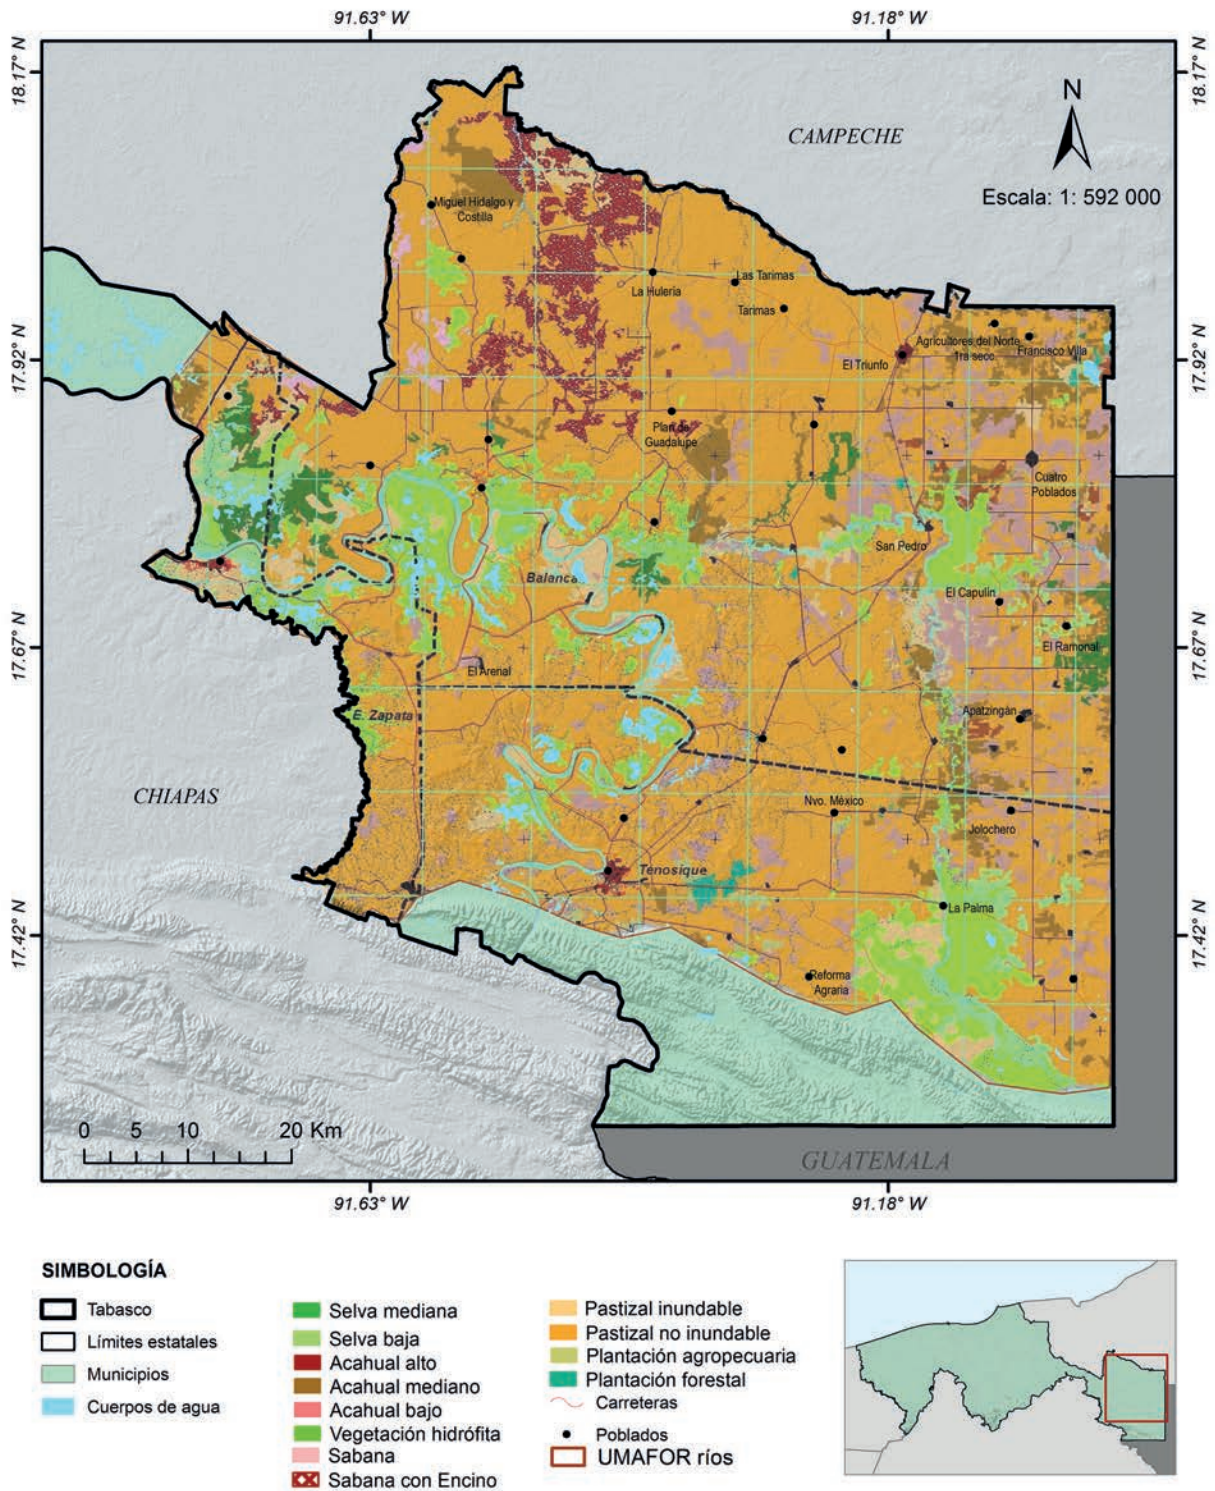 91.63° W
91.18° W
18.17° N
18.17° N
N
CAMPECHE
Escala: 1: 592 000
Miguel Hidalgo y
Costilla
Las Tarimas
La Huleria
Tarimas
17.92° N
17.92° N
Agricultores del Norte
1ra secc
Francisco Villa
El Triunfo
Plan de
Guadalupe
Cuatro
Poblados
San Pedro
Balanca
El Capulín
17.67° N
17.67° N
El Ramonal
El Arenal
E. Zapata
Apatzingán
CHIAPAS
Nvo. México
Jolochero
Tenosique
La Palma
17.42° N
17.42° N
Reforma
Agraria
0 5 10 20 Km
GUATEMALA
91.63° W
91.18° W
SIMBOLOGÍA
Tabasco
Límites estatales
Municipios
Cuerpos de agua
Selva mediana
Selva baja
Acahual alto
Acahual mediano
Acahual bajo
Vegetación hidrófita
Sabana
Sabana con Encino
Pastizal inundable
Pastizal no inundable
Plantación agropecuaria
Plantación forestal
Carreteras
Poblados
UMAFOR ríos